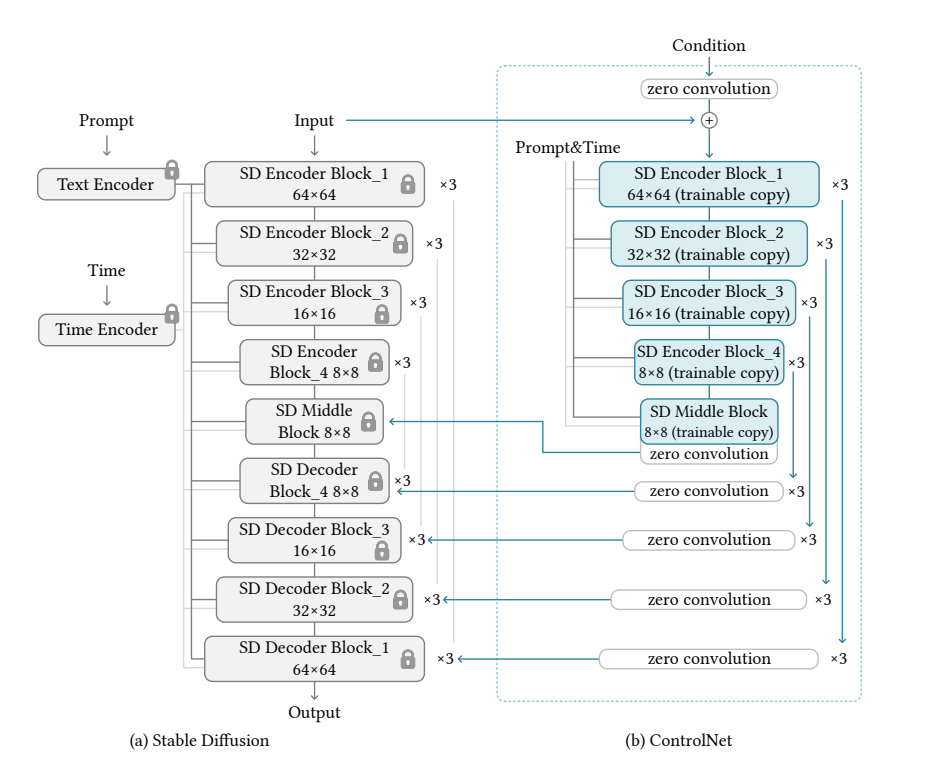 Condition
zero convolution
Prompt
Input
+
Prompt&Time
Text Encoder
SD Encoder Block_1
64×64
×3
SD Encoder Block_1
64×64 (trainable copy)
×3
SD Encoder Block_2
32×32
×3
SD Encoder Block_2
32×32 (trainable copy)
×3
Time
Time Encoder
SD Encoder Block_3
16×16
×3
SD Encoder Block_3
16×16 (trainable copy)
×3
SD Encoder
Block_4 8×8
×3
SD Encoder Block_4
8×8 (trainable copy)
×3
SD Middle
Block 8×8
SD Middle Block
8×8 (trainable copy)
zero convolution
SD Decoder
Block_4 8×8
×3
zero convolution
×3
SD Decoder Block_3
16×16
×3
zero convolution
×3
SD Decoder Block_2
32×32
×3
zero convolution
×3
SD Decoder Block_1
64×64
×3
zero convolution
×3
Output
(a) Stable Diffusion
(b) ControlNet